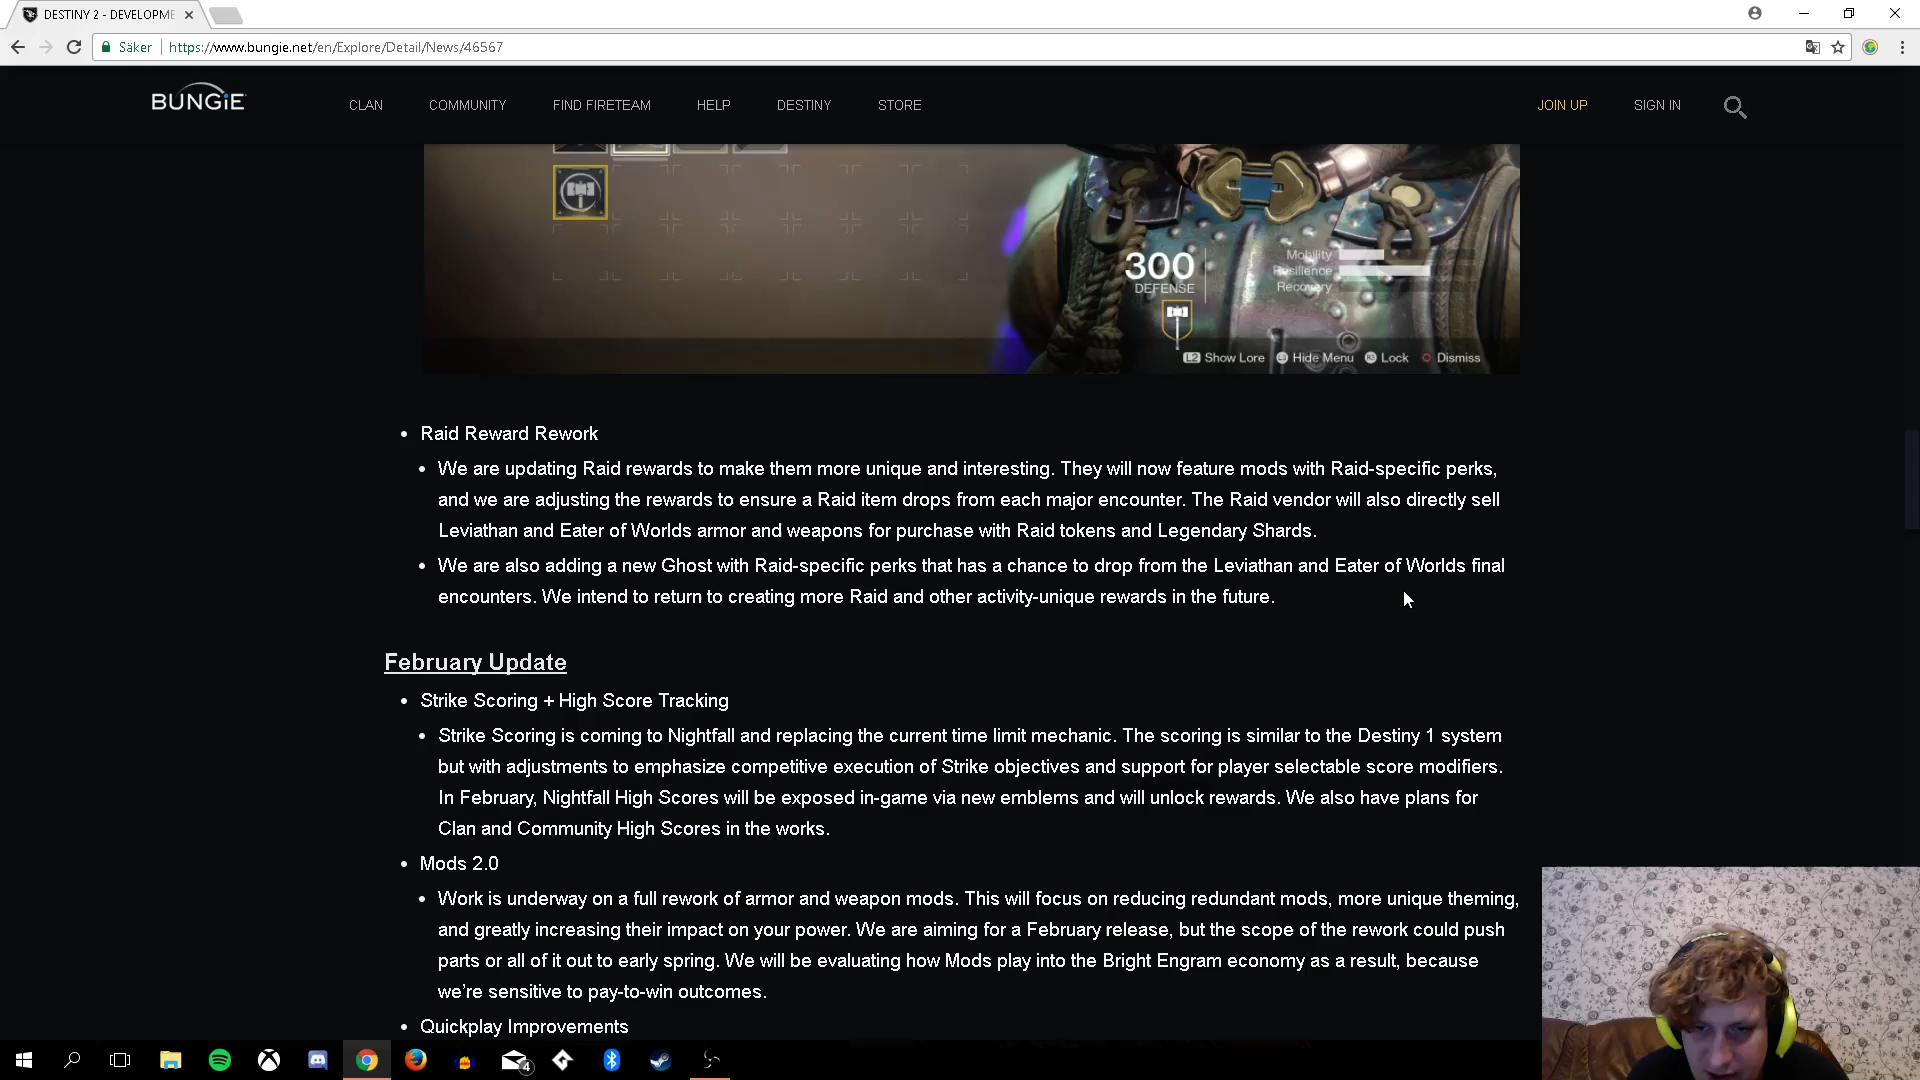 DESTINY 2 - DEVELOPME
Säker https://www.bungie.net/en/Explore/Detail/News/46567
BUNGiE CLAN COMMUNITY FIND FIRETEAM HELP DESTINY STORE JOIN UP SIGN IN
Mobility
300 Resilience
DEFENSE Recovery
L2 Show Lore Hide Menu R3 Lock Dismiss
• Raid Reward Rework
• We are updating Raid rewards to make them more unique and interesting. They will now feature mods with Raid-specific perks,
and we are adjusting the rewards to ensure a Raid item drops from each major encounter. The Raid vendor will also directly sell
Leviathan and Eater of Worlds armor and weapons for purchase with Raid tokens and Legendary Shards.
• We are also adding a new Ghost with Raid-specific perks that has a chance to drop from the Leviathan and Eater of Worlds final
encounters. We intend to return to creating more Raid and other activity-unique rewards in the future.
February Update
• Strike Scoring + High Score Tracking
• Strike Scoring is coming to Nightfall and replacing the current time limit mechanic. The scoring is similar to the Destiny 1 system
but with adjustments to emphasize competitive execution of Strike objectives and support for player selectable score modifiers.
In February, Nightfall High Scores will be exposed in-game via new emblems and will unlock rewards. We also have plans for
Clan and Community High Scores in the works.
• Mods 2.0
• Work is underway on a full rework of armor and weapon mods. This will focus on reducing redundant mods, more unique theming,
and greatly increasing their impact on your power. We are aiming for a February release, but the scope of the rework could push
parts or all of it out to early spring. We will be evaluating how Mods play into the Bright Engram economy as a result, because
we're sensitive to pay-to-win outcomes.
• Quickplay Improvements
4